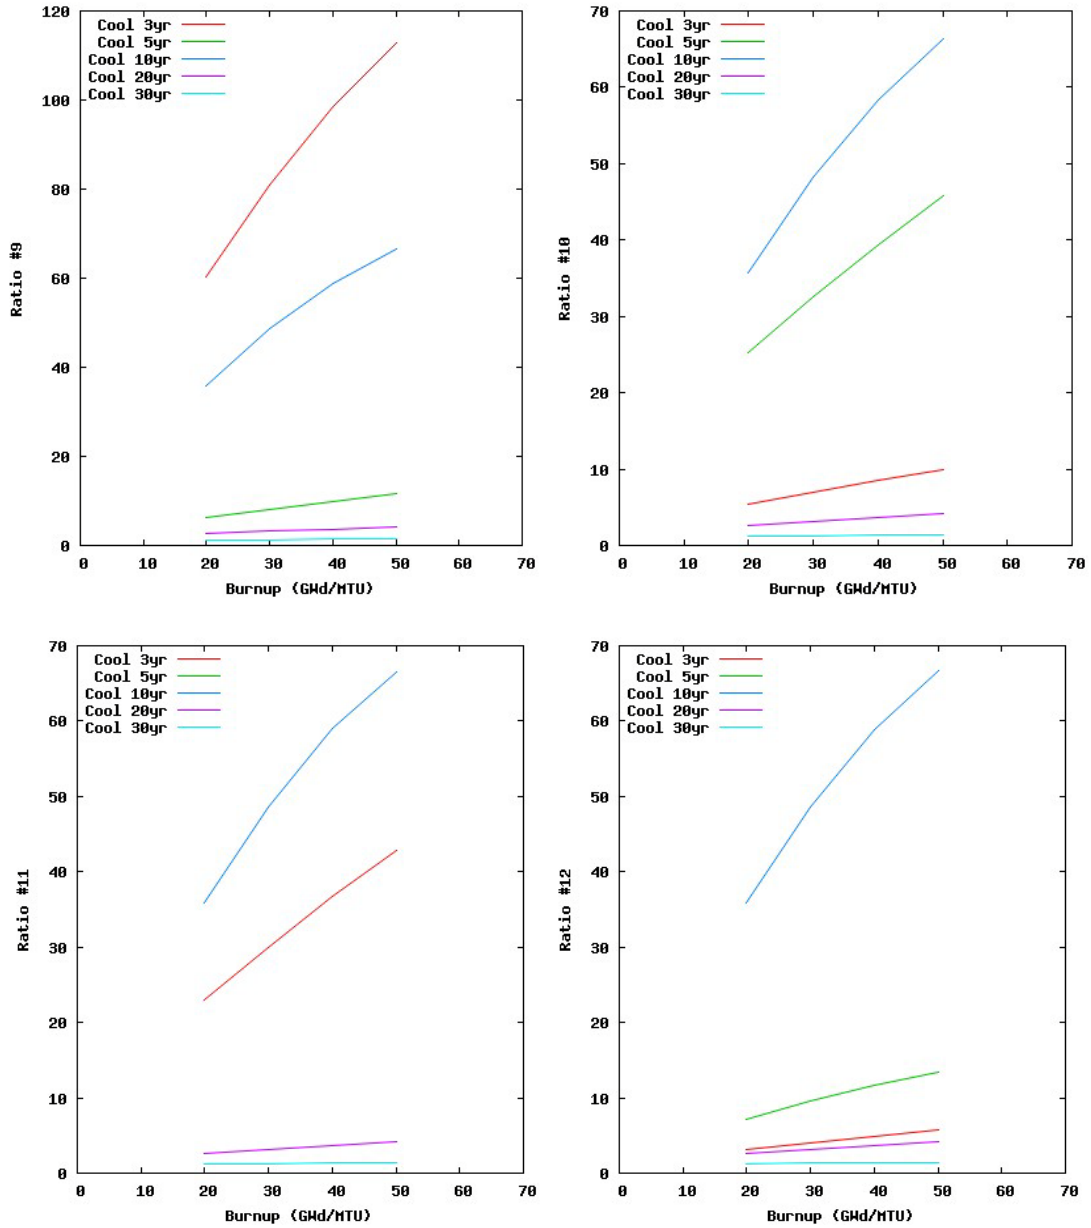 120
100
80
60
40
20
0
Ratio #9
Cool 3yr
Cool 5yr
Cool 10yr
Cool 20yr
Cool 30yr
0 10 20 30 40 50 60 70
Burnup (GWd/MTU)
70
60
50
40
30
20
10
0
Ratio #10
Cool 3yr
Cool 5yr
Cool 10yr
Cool 20yr
Cool 30yr
0 10 20 30 40 50 60 70
Burnup (GWd/MTU)
70
60
50
40
30
20
10
0
Ratio #11
Cool 3yr
Cool 5yr
Cool 10yr
Cool 20yr
Cool 30yr
0 10 20 30 40 50 60 70
Burnup (GWd/MTU)
70
60
50
40
30
20
10
0
Ratio #12
Cool 3yr
Cool 5yr
Cool 10yr
Cool 20yr
Cool 30yr
0 10 20 30 40 50 60 70
Burnup (GWd/MTU)